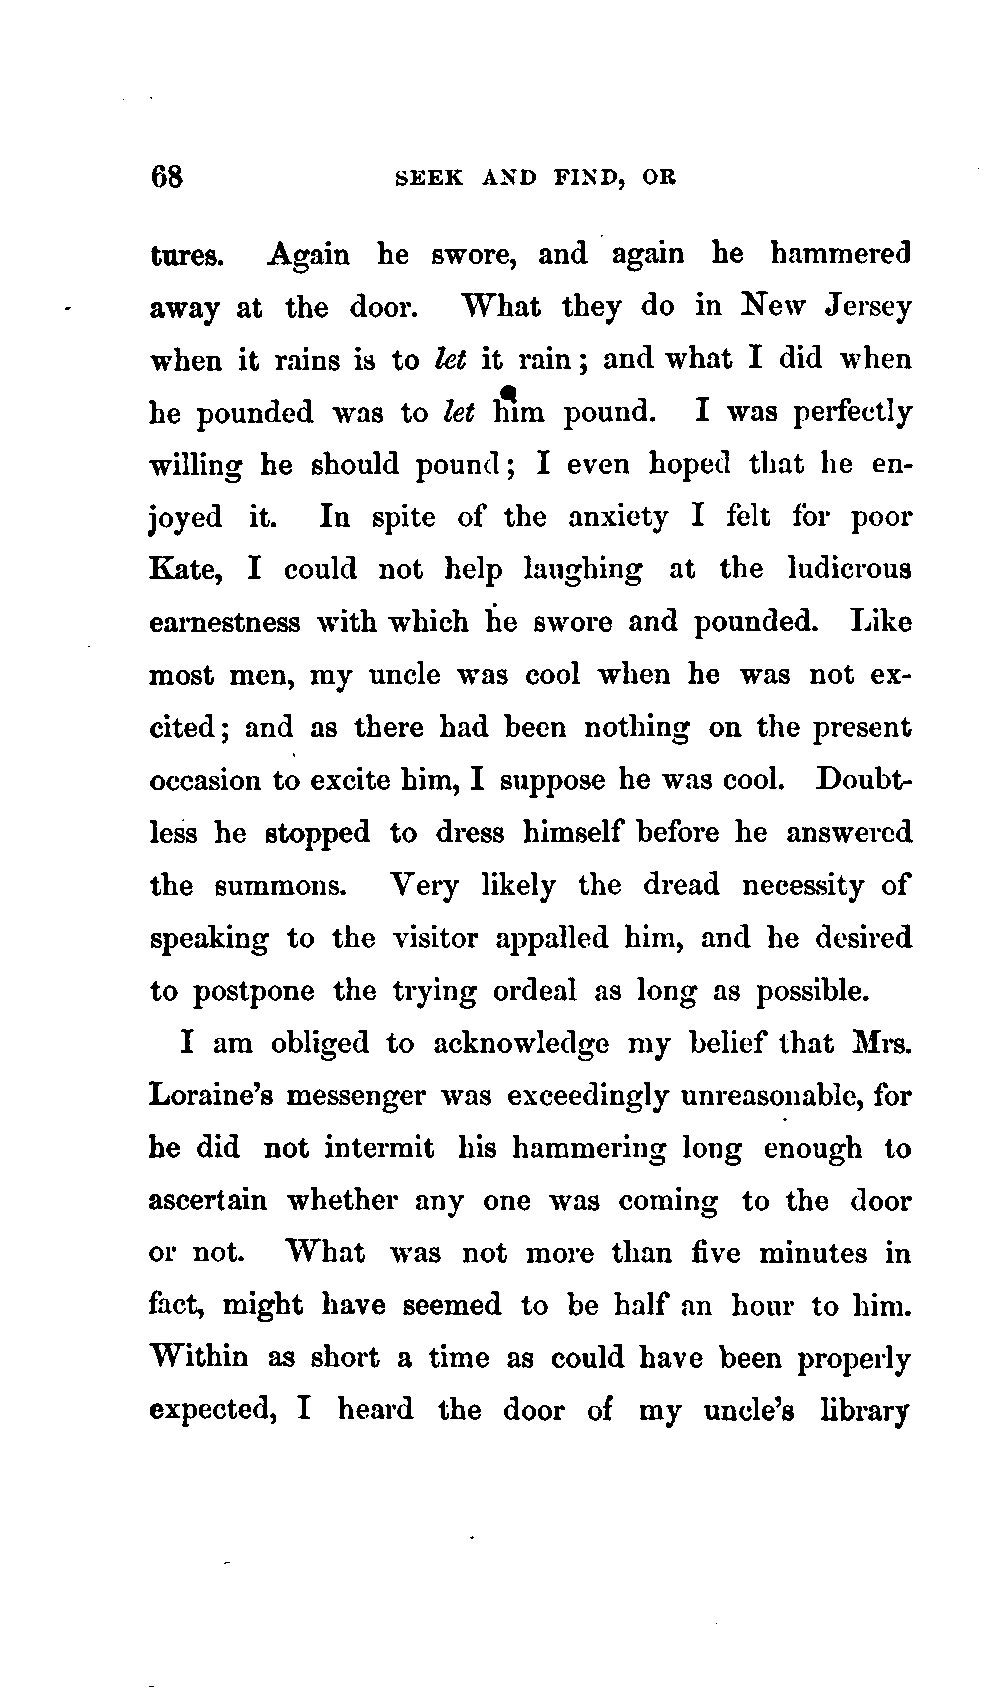 68 SEEK AND FIND, OR
tures. Again he swore, and again he hammered
away at the door. What they do in New Jersey
when it rains is to let it rain; and what I did when
he pounded was to let him pound. I was perfectly
willing he should pound; I even hoped that he en-
joyed it. In spite of the anxiety I felt for poor
Kate, I could not help laughing at the ludicrous
earnestness with which he swore and pounded. Like
most men, my uncle was cool when he was not ex-
cited; and as there had been nothing on the present
occasion to excite him, I suppose he was cool. Doubt-
less he stopped to dress himself before he answered
the summons. Very likely the dread necessity of
speaking to the visitor appalled him, and he desired
to postpone the trying ordeal as long as possible.
I am obliged to acknowledge my belief that Mrs.
Loraine's messenger was exceedingly unreasonable, for
he did not intermit his hammering long enough to
ascertain whether any one was coming to the door
or not. What was not more than five minutes in
fact, might have seemed to be half an hour to him.
Within as short a time as could have been properly
expected, I heard the door of my uncle's library